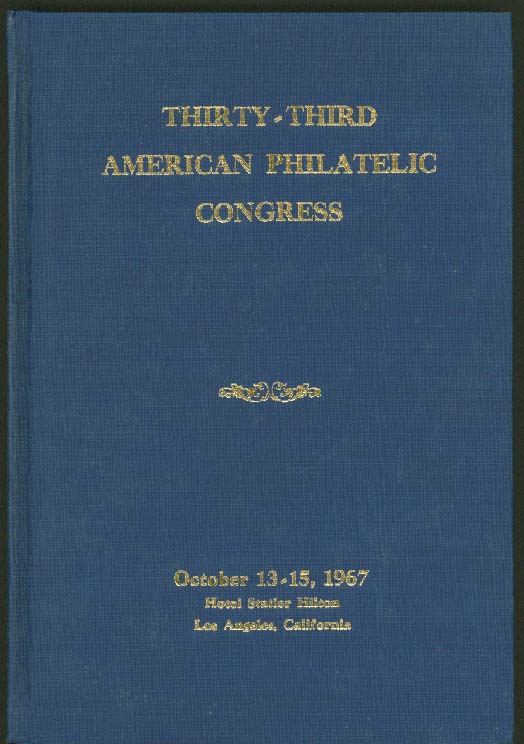 THIRTY-THIRD
AMERICAN PHILATELIC
CONGRESS
October 13-15, 1967
Hotel Statler Hilton
Los Angeles, California